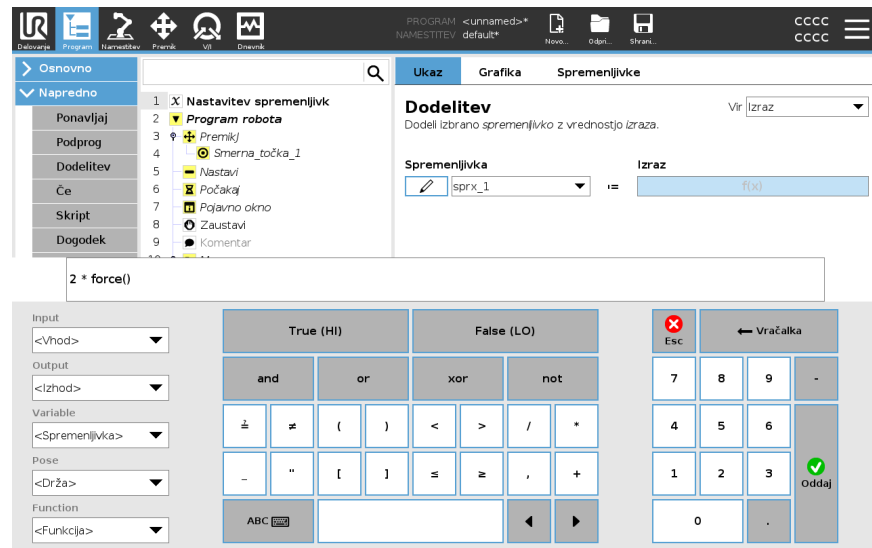 UR
Delovanje
Program
Namestitev
Premik
V/I
Dnevnik
PROGRAM <unnamed>*
NAMESTITEV default*
Novo...
Odpri...
Shrani...
CCCC
CCCC
Osnovno
Napredno
Ponavljaj
Podprog
Dodelitev
Če
Skript
Dogodek
1 X Nastavitev spremenljivk
2 Program robota
3 PremikJ
4 Smerna_točka_1
5 Nastavi
6 Počakaj
7 Pojavno okno
8 Zaustavi
9 Komentar
Ukaz
Grafika
Spremenljivke
Dodelitev
Vir Izraz
Dodeli izbrano spremenljivko z vrednostjo izraza.
Spremenljivka
Izraz
sprx_1
:=
f(x)
2 * force()
Input
<Vhod>
Output
<Izhod>
Variable
<Spremenljivka>
Pose
<Drža>
Function
<Funkcija>
True (HI)
False (LO)
and
or
xor
not
≟ ≠ ( ) < > / *
_ " [ ] ≤ ≥ , +
ABC
Esc
Vračalka
7 8 9 -
4 5 6
1 2 3
Oddaj
0 .